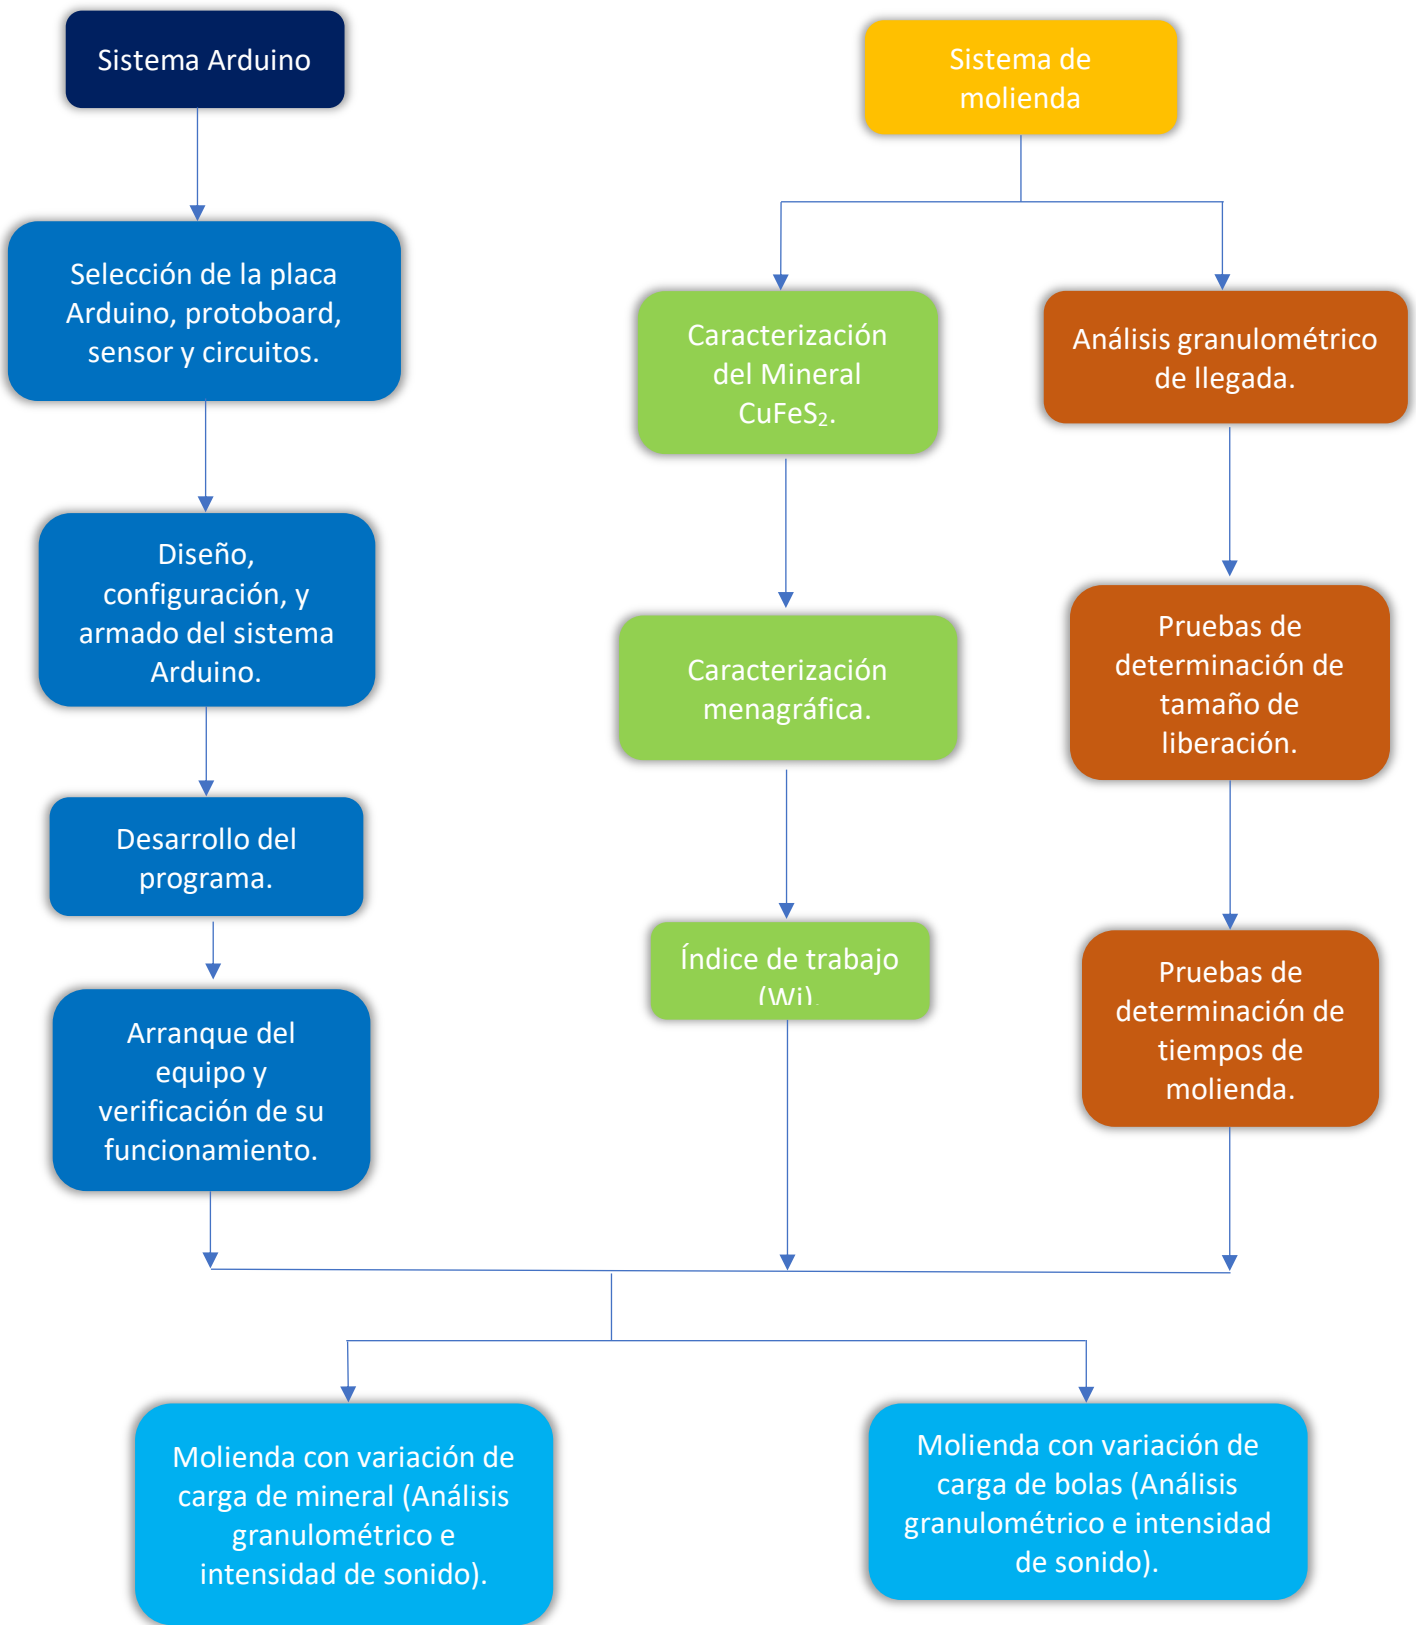 Sistema Arduino
Selección de la placa
Arduino, protoboard,
sensor y circuitos.
Diseño,
configuración, y
armado del sistema
Arduino.
Desarrollo del
programa.
Arranque del
equipo y
verificación de su
funcionamiento.
Sistema de
molienda
Caracterización
del Mineral
CuFeS₂.
Caracterización
menagráfica.
Índice de trabajo
(Wi).
Análisis granulométrico
de llegada.
Pruebas de
determinación de
tamaño de
liberación.
Pruebas de
determinación de
tiempos de
molienda.
Molienda con variación de
carga de mineral (Análisis
granulométrico e
intensidad de sonido).
Molienda con variación de
carga de bolas (Análisis
granulométrico e intensidad
de sonido).